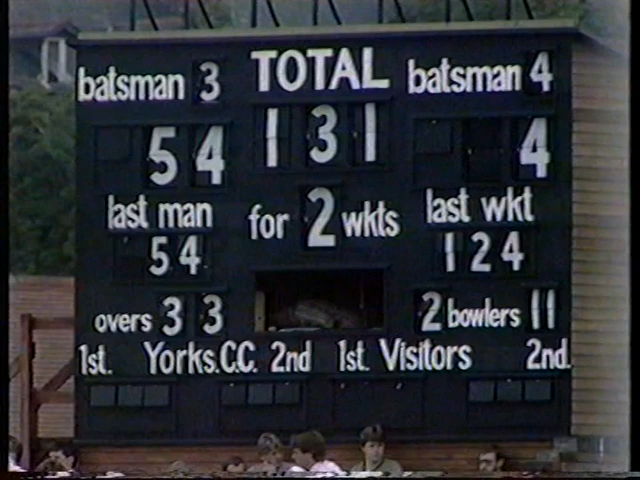 batsman 3 TOTAL batsman 4
54 131 4
last man for 2 wkts last wkt
54 124
overs 33 2 bowlers 11
1st. Yorks.C.C. 2nd 1st. Visitors 2nd.